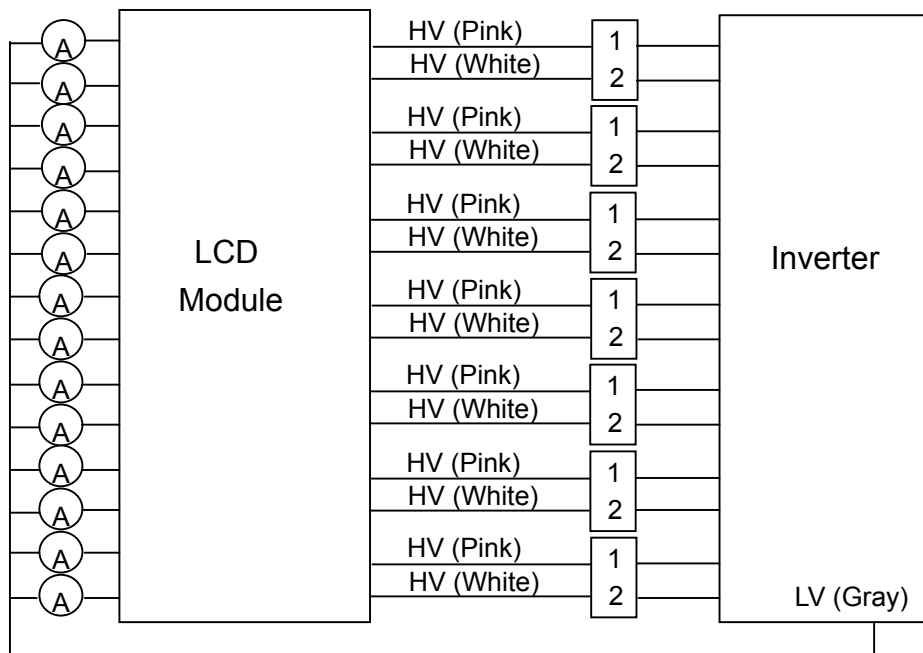 A
A
A
A
A
A
A
A
A
A
A
A
A
A
LCD
Module
HV (Pink)
HV (White)
1
2
HV (Pink)
HV (White)
1
2
HV (Pink)
HV (White)
1
2
HV (Pink)
HV (White)
1
2
HV (Pink)
HV (White)
1
2
HV (Pink)
HV (White)
1
2
HV (Pink)
HV (White)
1
2
Inverter
LV (Gray)